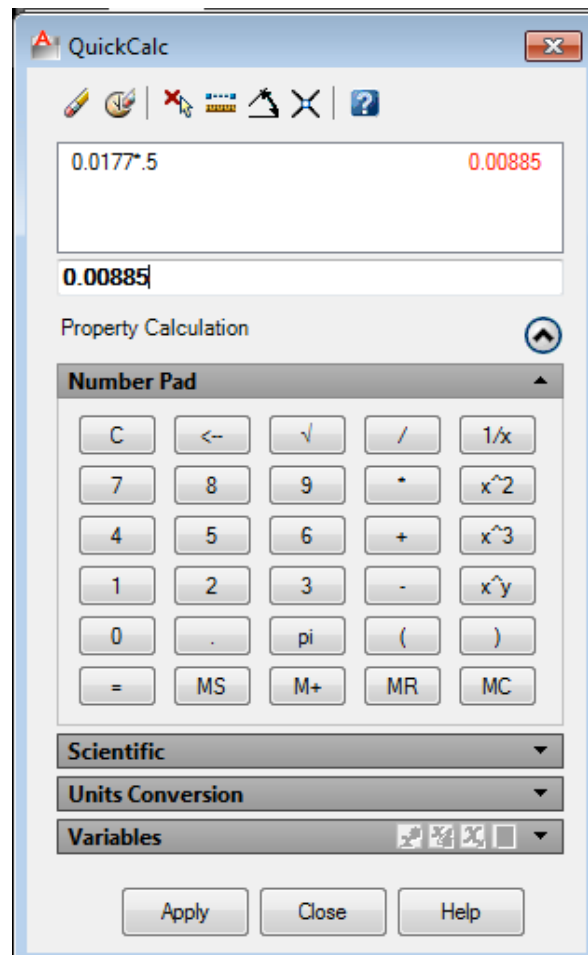 QuickCalc
0.0177*.5 0.00885
0.00885
Property Calculation
Number Pad
C <-- √ / 1/x
7 8 9 * x^2
4 5 6 + x^3
1 2 3 - x^y
0 . pi ( )
= MS M+ MR MC
Scientific
Units Conversion
Variables
Apply Close Help